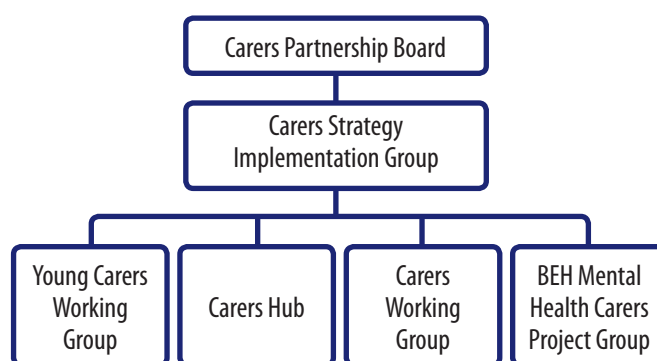 Carers Partnership Board
Carers Strategy
Implementation Group
Young Carers
Working
Group
Carers Hub
Carers
Working
Group
BEH Mental
Health Carers
Project Group